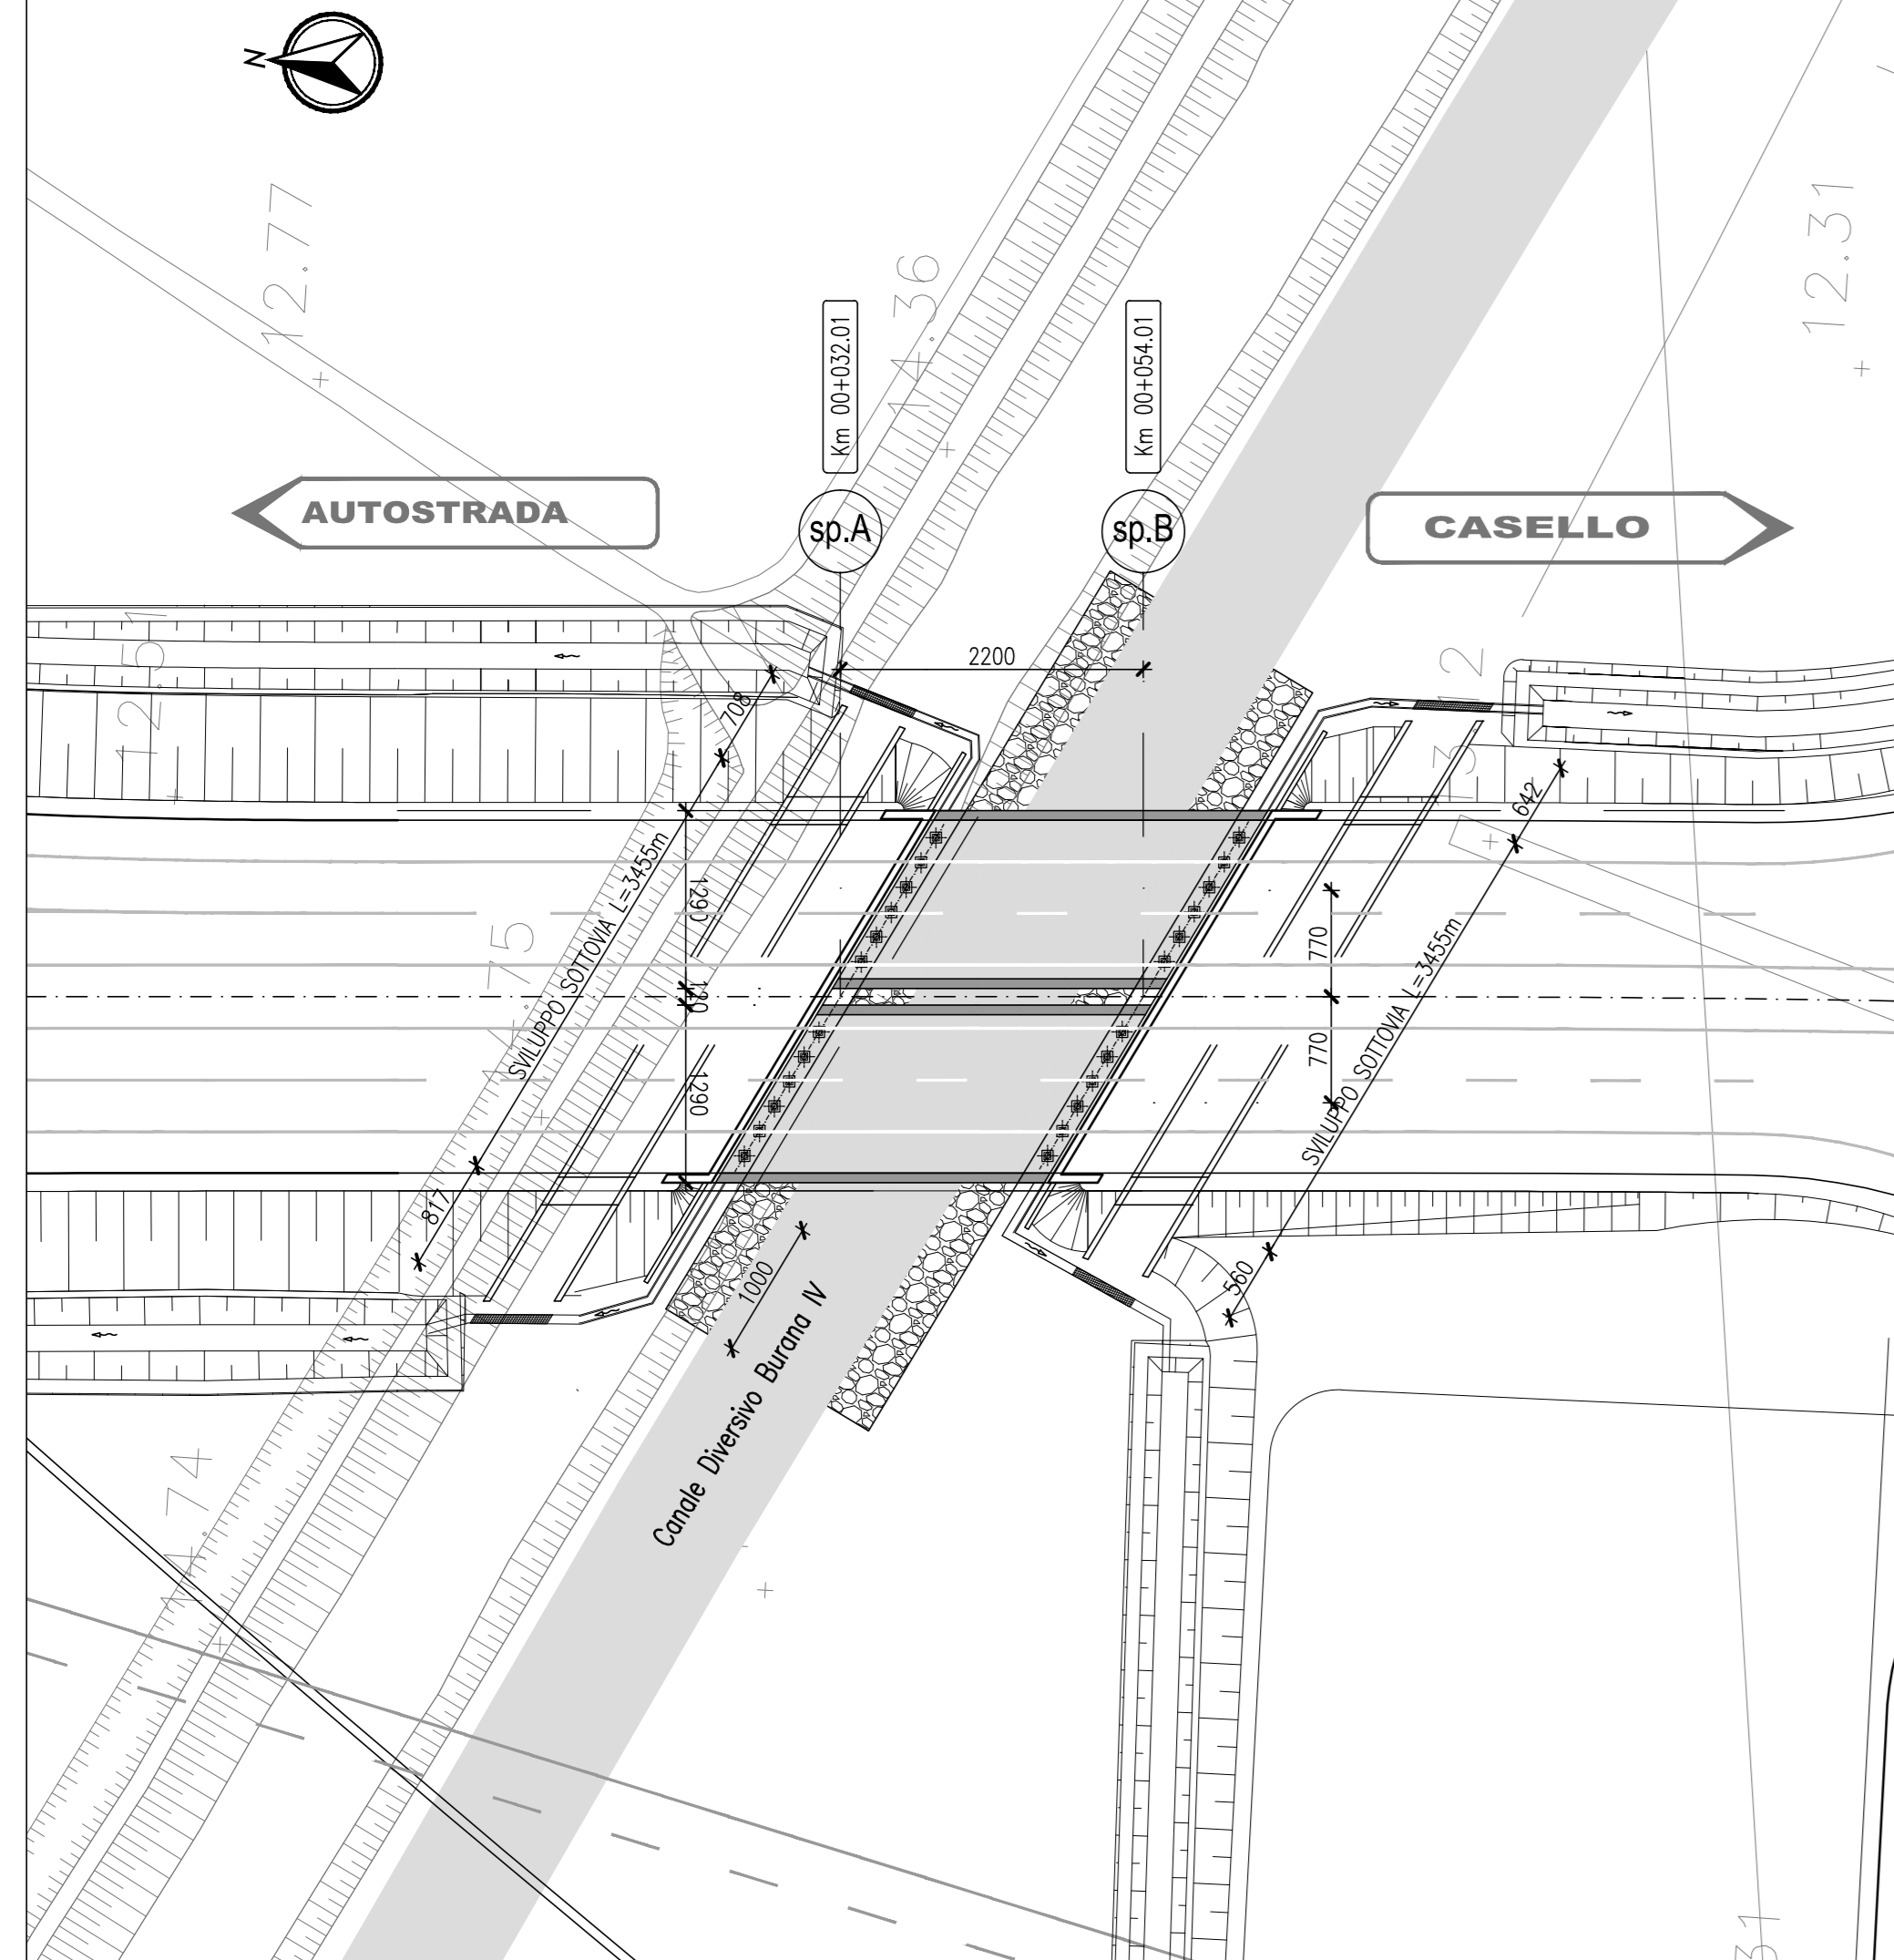 N
12.77
14.36
12.31
Km 00+032.01
Km 00+054.01
AUTOSTRADA
sp.A
sp.B
CASELLO
2200
708
642
SVILUPPO SOTTOVIA L=3455m
1290
120
1290
770
770
SVILUPPO SOTTOVIA L=3455m
817
560
1000
Canale Diversivo Burana IV
14.74